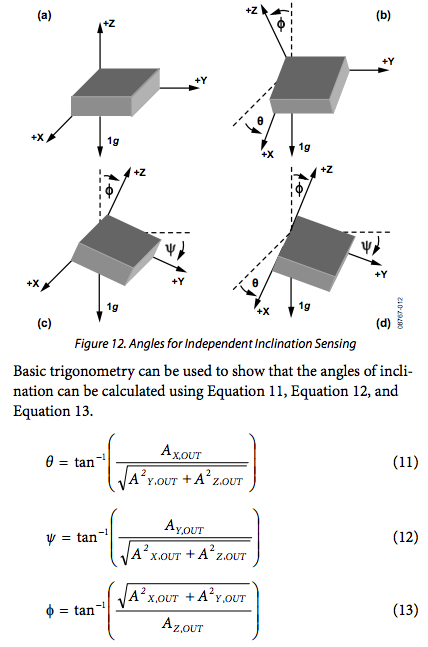 (a)
+Z
+Y
+X
1g
(b)
+Z
ϕ
+Y
θ
+X
1g
(c)
ϕ
+Z
ψ
+X
+Y
1g
(d)
ϕ
+Z
ψ
+Y
θ
+X
1g
06767-012
Figure 12. Angles for Independent Inclination Sensing
Basic trigonometry can be used to show that the angles of incli-
nation can be calculated using Equation 11, Equation 12, and
Equation 13.
θ = tan⁻¹(A_X,OUT / √(A²_Y,OUT + A²_Z,OUT)) (11)
ψ = tan⁻¹(A_Y,OUT / √(A²_X,OUT + A²_Z,OUT)) (12)
ϕ = tan⁻¹(√(A²_X,OUT + A²_Y,OUT) / A_Z,OUT) (13)